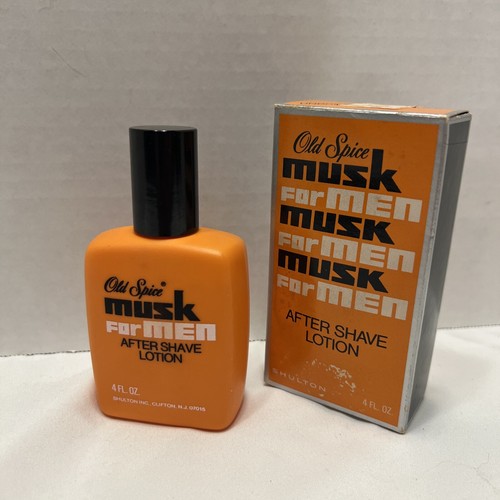 Old Spice®
musk
FOR MEN
AFTER SHAVE
LOTION
4 FL. OZ.
SHULTON INC. CLIFTON, N.J. 07015
Old Spice
musk
FOR MEN
musk
FOR MEN
musk
FOR MEN
AFTER SHAVE
LOTION
SHULTON
4 FL. OZ.